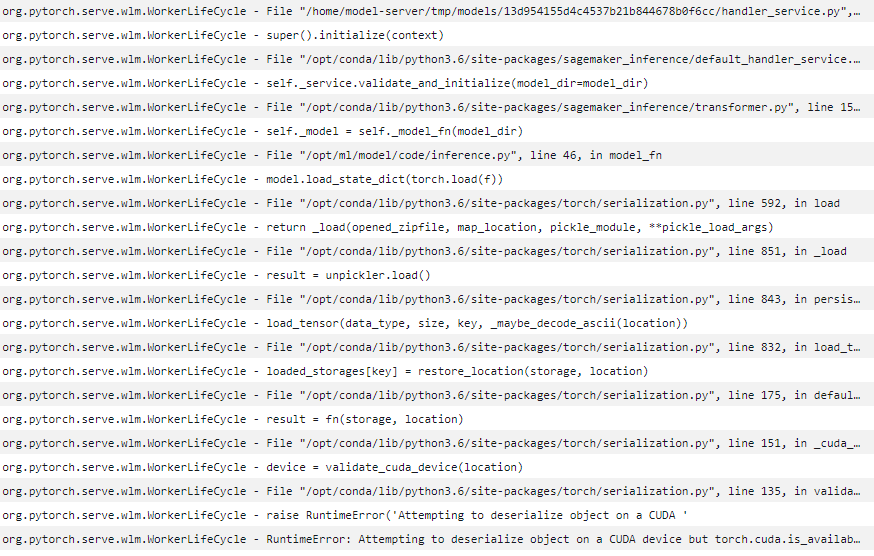 org.pytorch.serve.wlm.WorkerLifeCycle - File "/home/model-server/tmp/models/13d954155d4c4537b21b844678b0f6cc/handler_service.py",…
org.pytorch.serve.wlm.WorkerLifeCycle - super().initialize(context)
org.pytorch.serve.wlm.WorkerLifeCycle - File "/opt/conda/lib/python3.6/site-packages/sagemaker_inference/default_handler_service.…
org.pytorch.serve.wlm.WorkerLifeCycle - self._service.validate_and_initialize(model_dir=model_dir)
org.pytorch.serve.wlm.WorkerLifeCycle - File "/opt/conda/lib/python3.6/site-packages/sagemaker_inference/transformer.py", line 15…
org.pytorch.serve.wlm.WorkerLifeCycle - self._model = self._model_fn(model_dir)
org.pytorch.serve.wlm.WorkerLifeCycle - File "/opt/ml/model/code/inference.py", line 46, in model_fn
org.pytorch.serve.wlm.WorkerLifeCycle - model.load_state_dict(torch.load(f))
org.pytorch.serve.wlm.WorkerLifeCycle - File "/opt/conda/lib/python3.6/site-packages/torch/serialization.py", line 592, in load
org.pytorch.serve.wlm.WorkerLifeCycle - return _load(opened_zipfile, map_location, pickle_module, **pickle_load_args)
org.pytorch.serve.wlm.WorkerLifeCycle - File "/opt/conda/lib/python3.6/site-packages/torch/serialization.py", line 851, in _load
org.pytorch.serve.wlm.WorkerLifeCycle - result = unpickler.load()
org.pytorch.serve.wlm.WorkerLifeCycle - File "/opt/conda/lib/python3.6/site-packages/torch/serialization.py", line 843, in persis…
org.pytorch.serve.wlm.WorkerLifeCycle - load_tensor(data_type, size, key, _maybe_decode_ascii(location))
org.pytorch.serve.wlm.WorkerLifeCycle - File "/opt/conda/lib/python3.6/site-packages/torch/serialization.py", line 832, in load_t…
org.pytorch.serve.wlm.WorkerLifeCycle - loaded_storages[key] = restore_location(storage, location)
org.pytorch.serve.wlm.WorkerLifeCycle - File "/opt/conda/lib/python3.6/site-packages/torch/serialization.py", line 175, in defaul…
org.pytorch.serve.wlm.WorkerLifeCycle - result = fn(storage, location)
org.pytorch.serve.wlm.WorkerLifeCycle - File "/opt/conda/lib/python3.6/site-packages/torch/serialization.py", line 151, in _cuda_…
org.pytorch.serve.wlm.WorkerLifeCycle - device = validate_cuda_device(location)
org.pytorch.serve.wlm.WorkerLifeCycle - File "/opt/conda/lib/python3.6/site-packages/torch/serialization.py", line 135, in valida…
org.pytorch.serve.wlm.WorkerLifeCycle - raise RuntimeError('Attempting to deserialize object on a CUDA '
org.pytorch.serve.wlm.WorkerLifeCycle - RuntimeError: Attempting to deserialize object on a CUDA device but torch.cuda.is_availab…